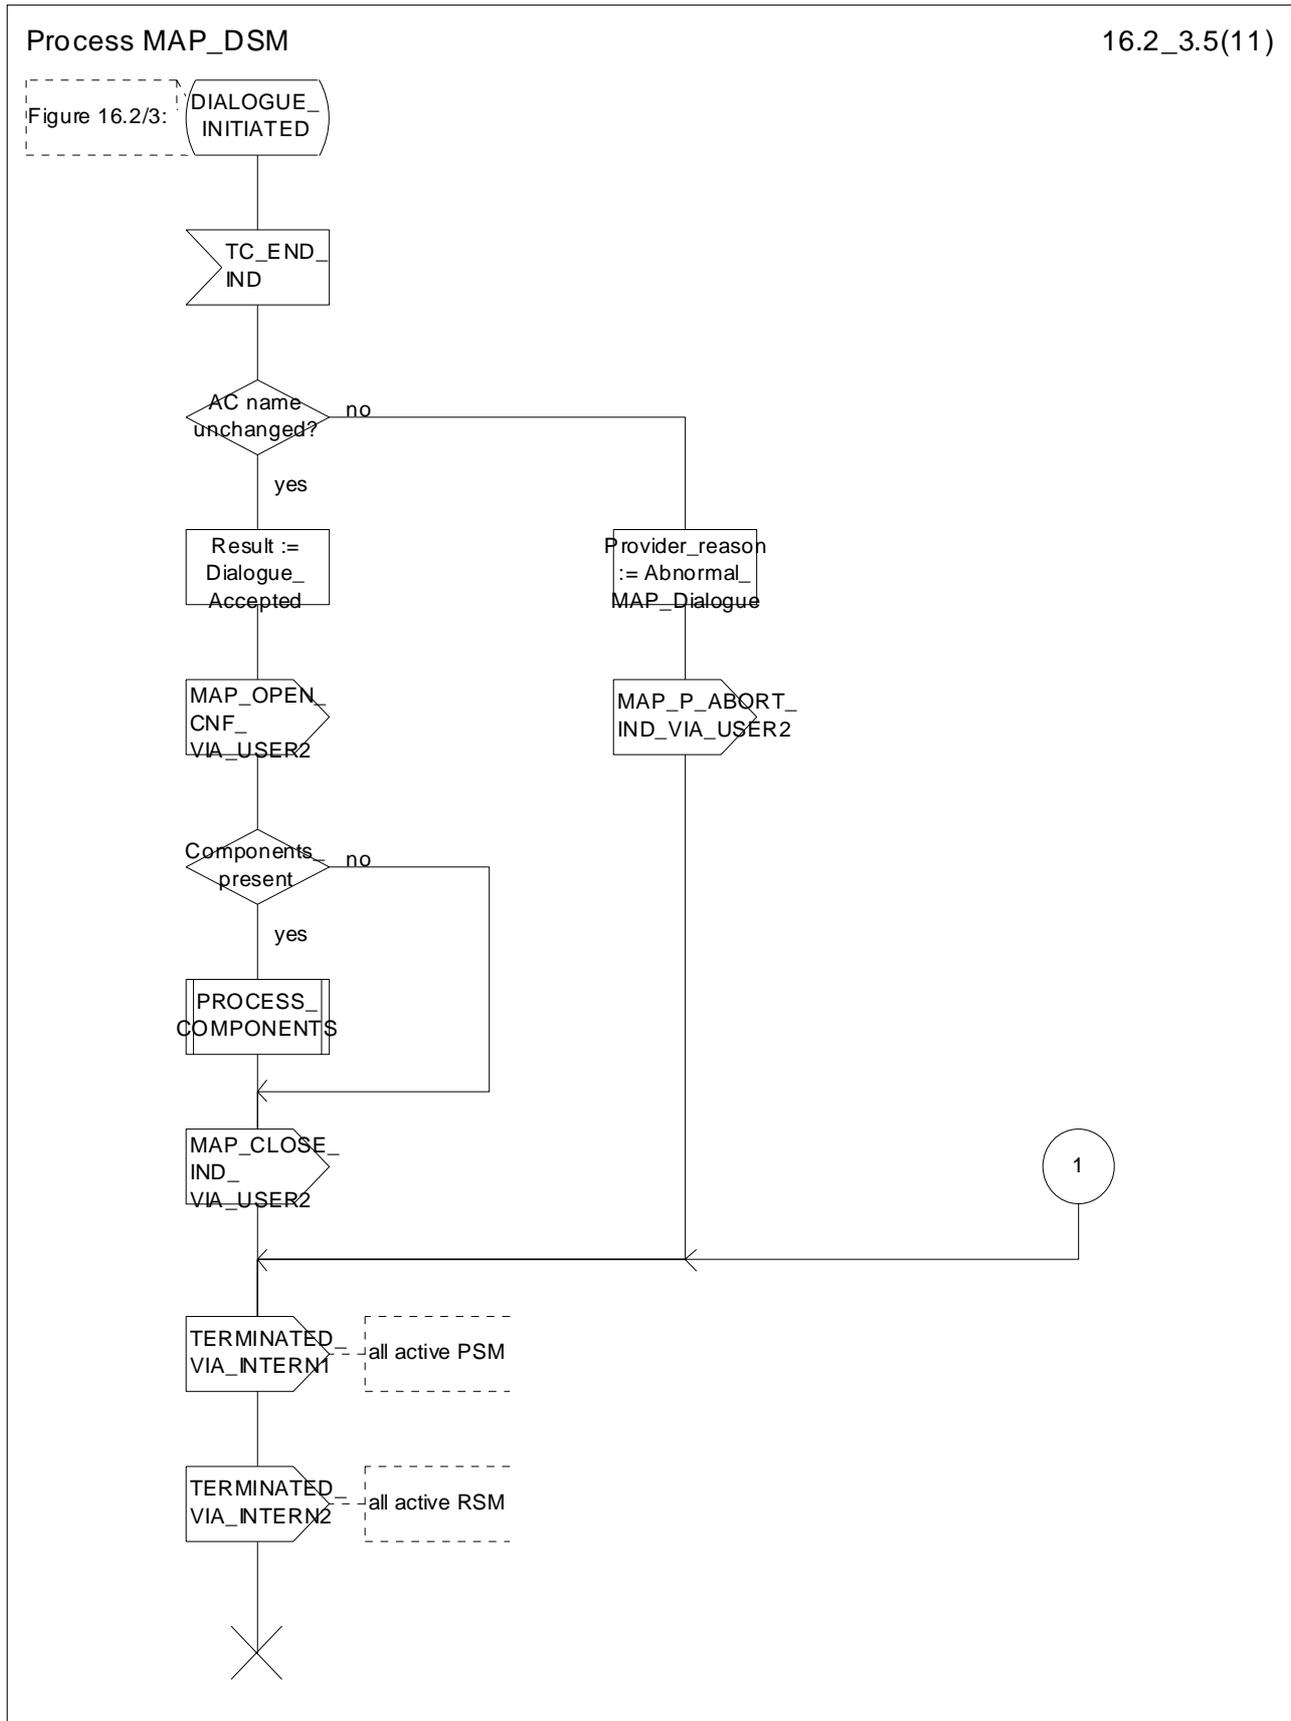 Process MAP_DSM
16.2_3.5(11)
Figure 16.2/3:
DIALOGUE_
INITIATED
TC_END_
IND
AC name
unchanged?
no
yes
Result :=
Dialogue_
Accepted
Provider_reason
:= Abnormal_
MAP_Dialogue
MAP_OPEN_
CNF_
VIA_USER2
MAP_P_ABORT_
IND_VIA_USER2
Components_
present
no
yes
PROCESS_
COMPONENTS
MAP_CLOSE_
IND_
VIA_USER2
1
TERMINATED_
VIA_INTERN1
all active PSM
TERMINATED_
VIA_INTERN2
all active RSM